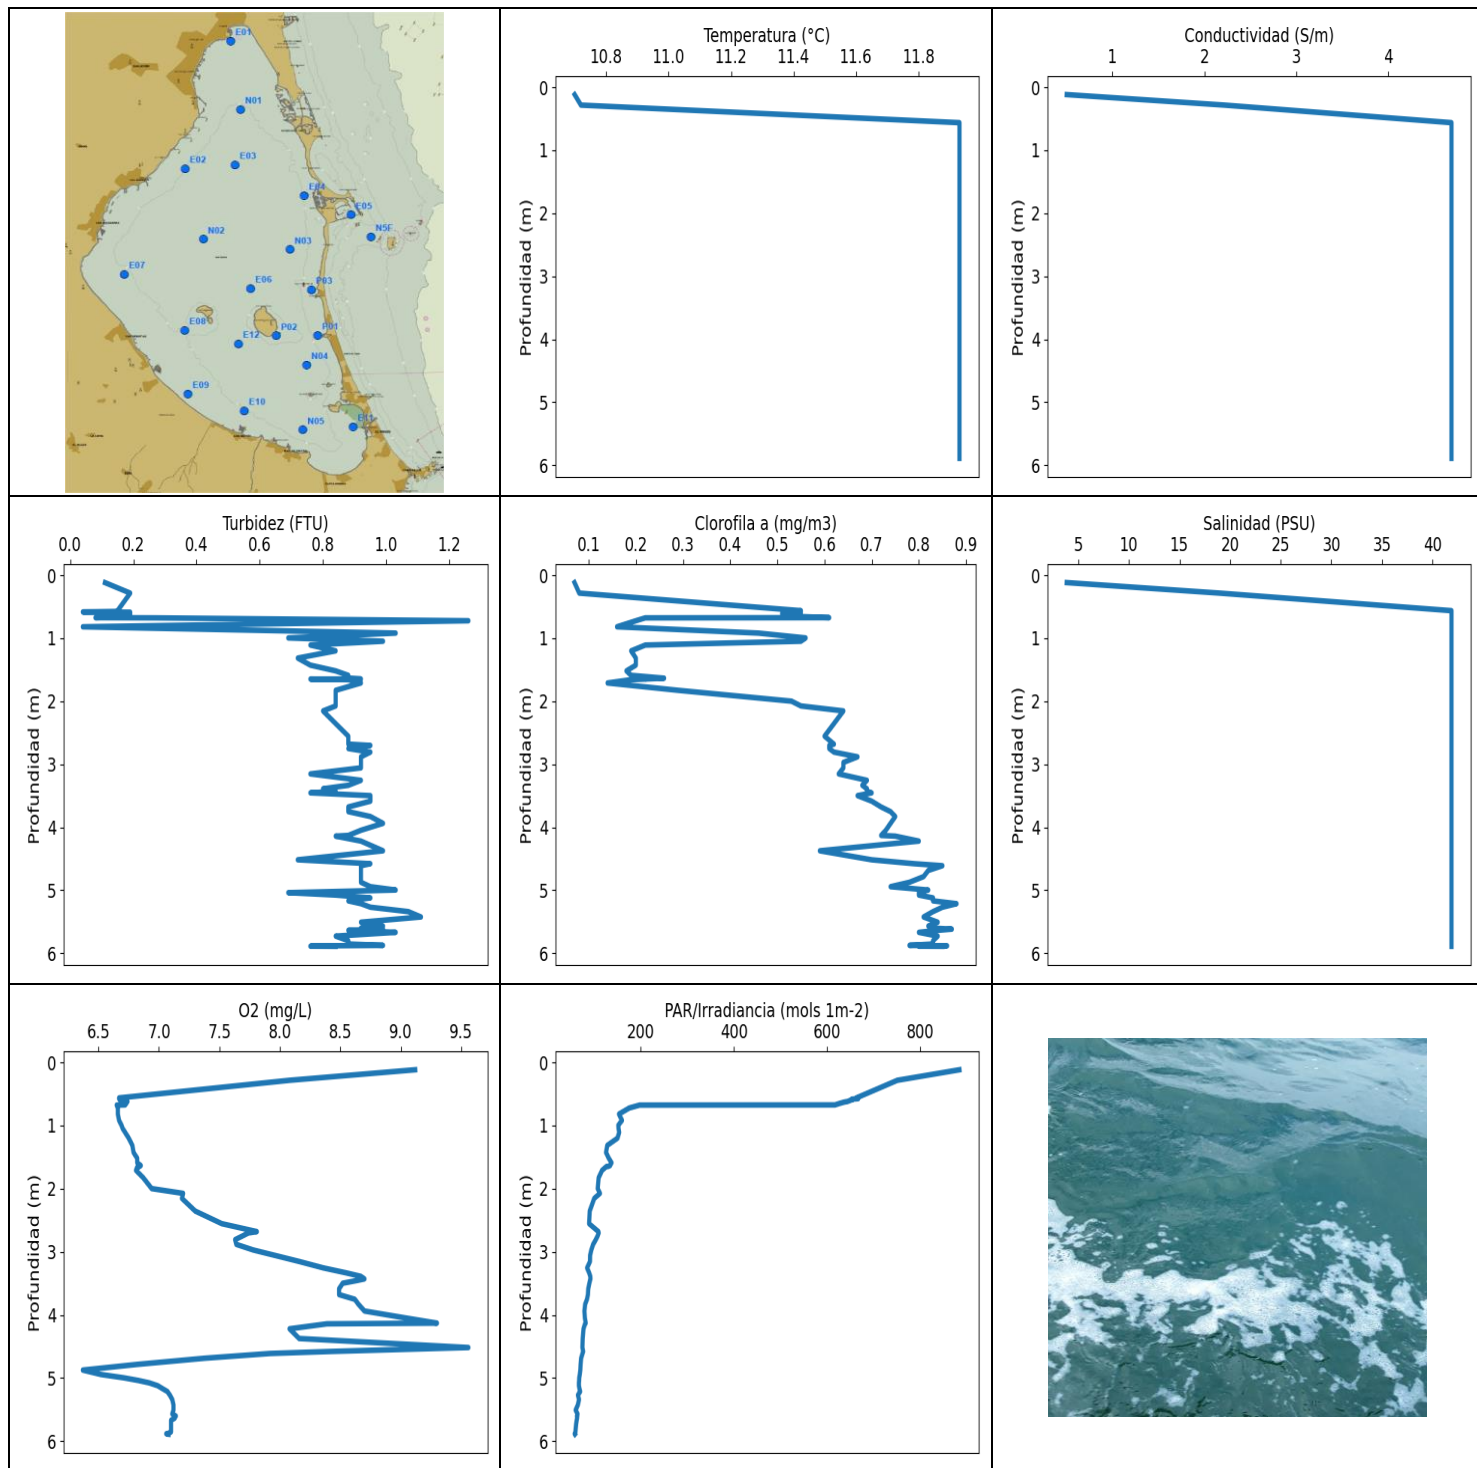 E01
N01
E02
E03
E04
E05
N5F
N02
N03
E07
E06
P03
E08
P02
P01
E12
N04
E09
E10
N05
E11
Temperatura (°C)
10.8 11.0 11.2 11.4 11.6 11.8
0
1
2
3
4
5
6
Profundidad (m)
Conductividad (S/m)
1 2 3 4
0
1
2
3
4
5
6
Profundidad (m)
Turbidez (FTU)
0.0 0.2 0.4 0.6 0.8 1.0 1.2
0
1
2
3
4
5
6
Profundidad (m)
Clorofila a (mg/m3)
0.1 0.2 0.3 0.4 0.5 0.6 0.7 0.8 0.9
0
1
2
3
4
5
6
Profundidad (m)
Salinidad (PSU)
5 10 15 20 25 30 35 40
0
1
2
3
4
5
6
Profundidad (m)
O2 (mg/L)
6.5 7.0 7.5 8.0 8.5 9.0 9.5
0
1
2
3
4
5
6
Profundidad (m)
PAR/Irradiancia (mols 1m-2)
200 400 600 800
0
1
2
3
4
5
6
Profundidad (m)